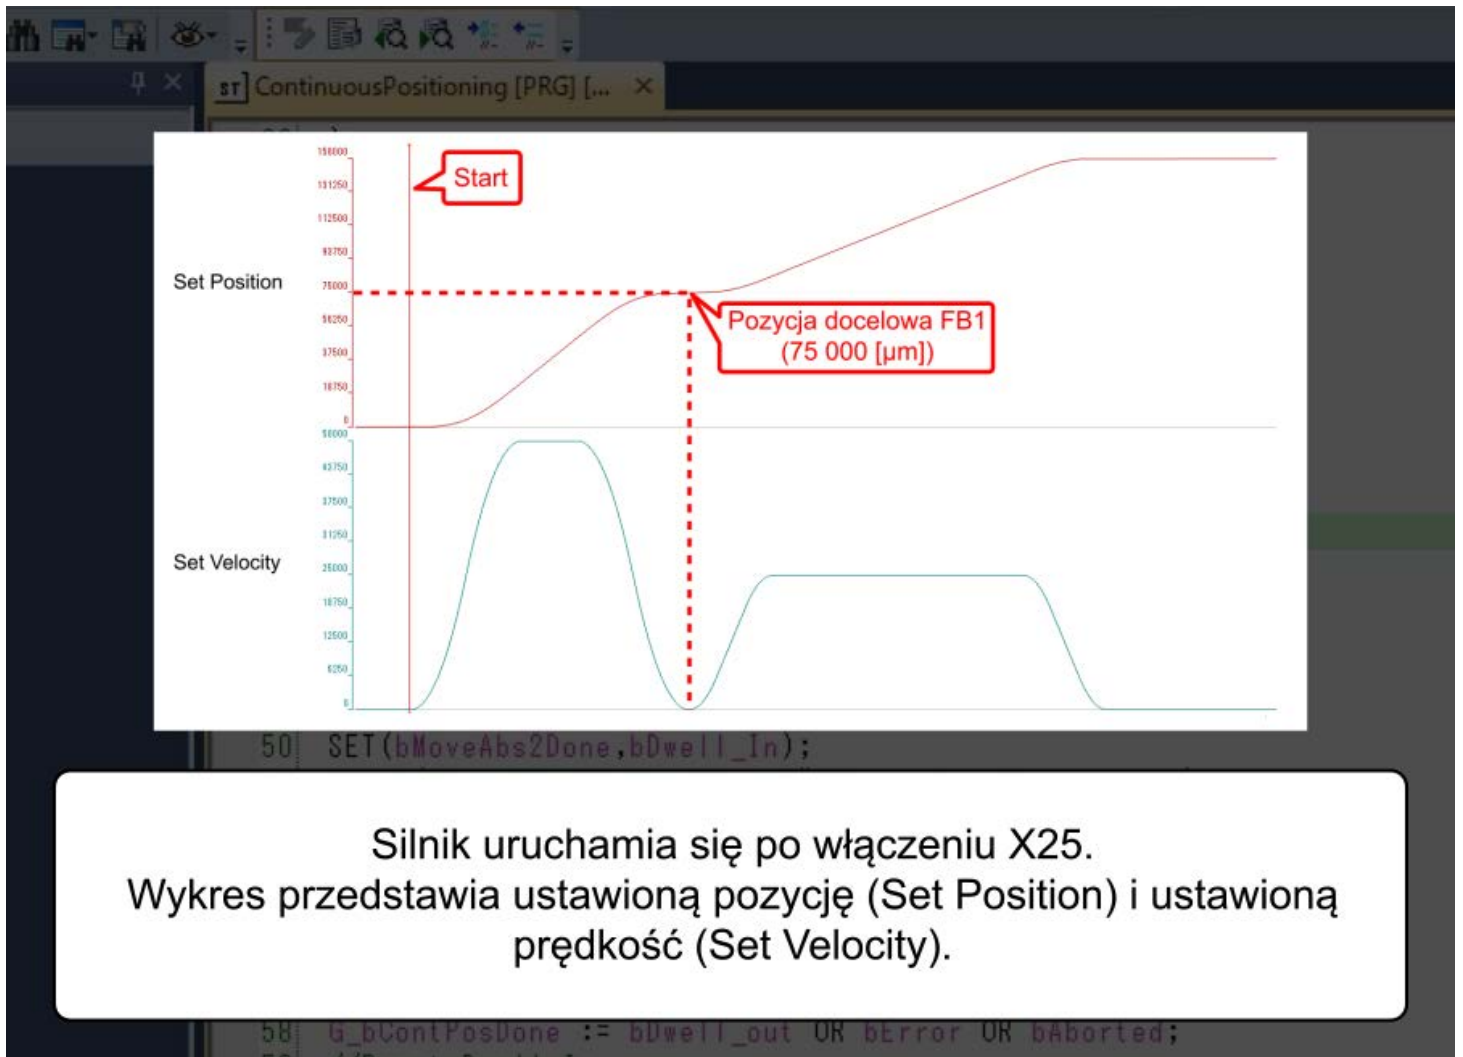 ST ContinuousPositioning [PRG] [...
150000
Start
131250
112500
93750
Set Position
75000
Pozycja docelowa FB1
(75 000 [µm])
56250
37500
18750
0
50000
43750
37500
31250
Set Velocity
25000
18750
12500
6250
0
50 SET(bMoveAbs2Done,bDwell_In);
Silnik uruchamia się po włączeniu X25.
Wykres przedstawia ustawioną pozycję (Set Position) i ustawioną
prędkość (Set Velocity).
58 G_bContPosDone := bDwell_out OR bError OR bAborted;